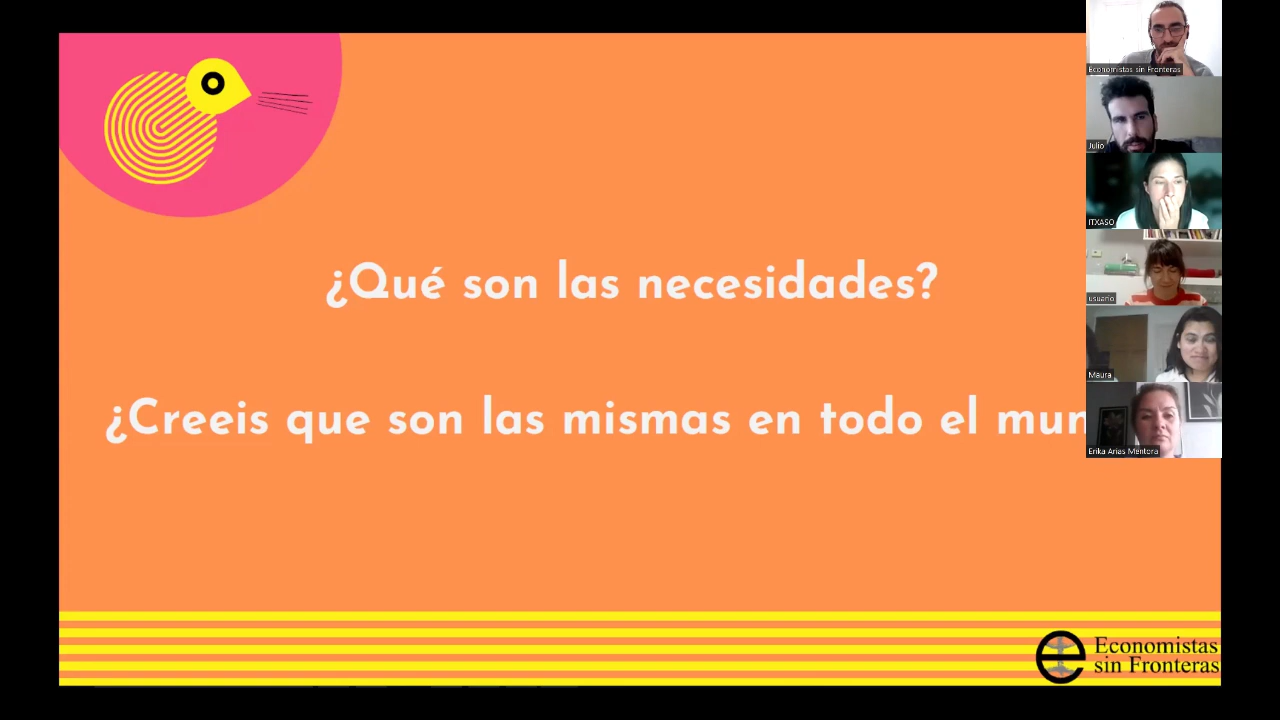 ¿Qué son las necesidades?
¿Creeis que son las mismas en todo el mun
Economistas
sin Fronteras
Economistas sin Fronteras
Julio
ITXASO
usuario
Maura
Erika Arias Mentora